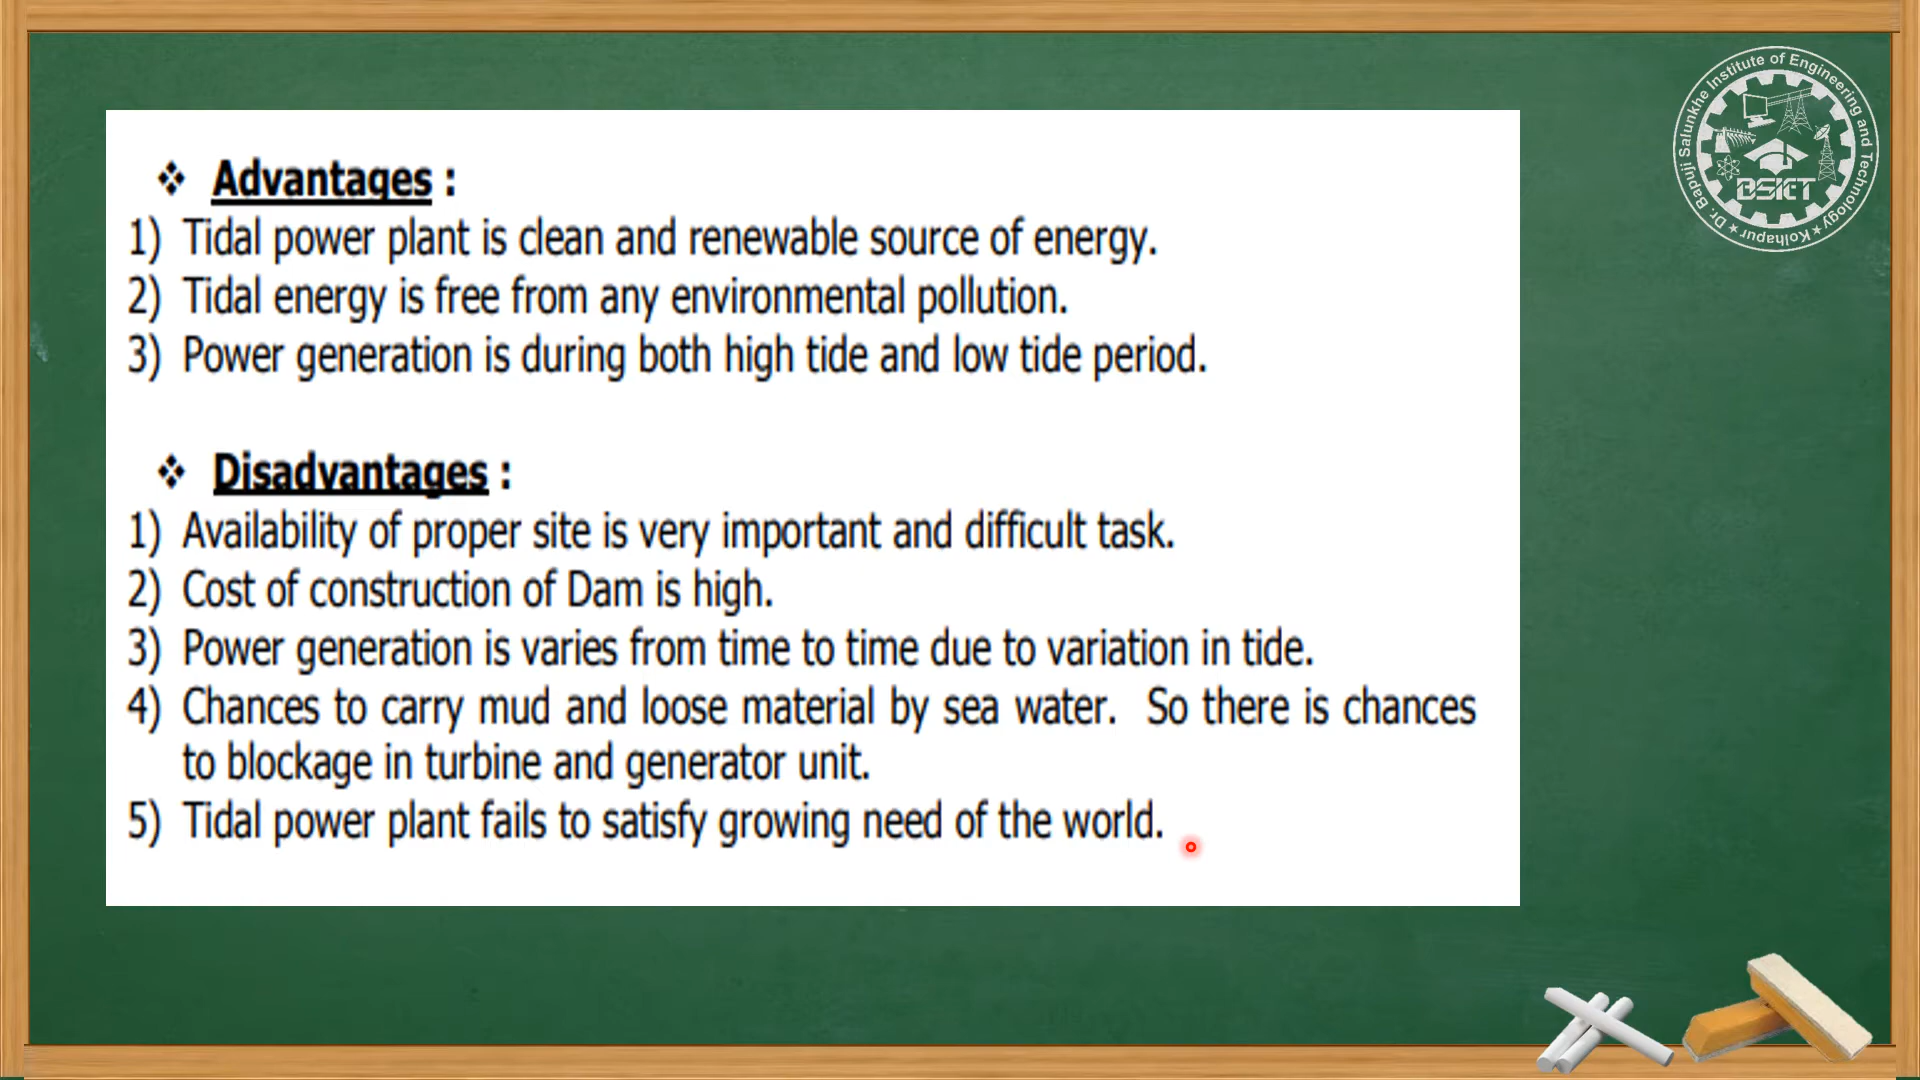 ❖ Advantages :
1) Tidal power plant is clean and renewable source of energy.
2) Tidal energy is free from any environmental pollution.
3) Power generation is during both high tide and low tide period.
❖ Disadvantages :
1) Availability of proper site is very important and difficult task.
2) Cost of construction of Dam is high.
3) Power generation is varies from time to time due to variation in tide.
4) Chances to carry mud and loose material by sea water. So there is chances
to blockage in turbine and generator unit.
5) Tidal power plant fails to satisfy growing need of the world.
Dr. Bapuji Salunkhe Institute of Engineering and Technology ★ Kolhapur ★
BSIET